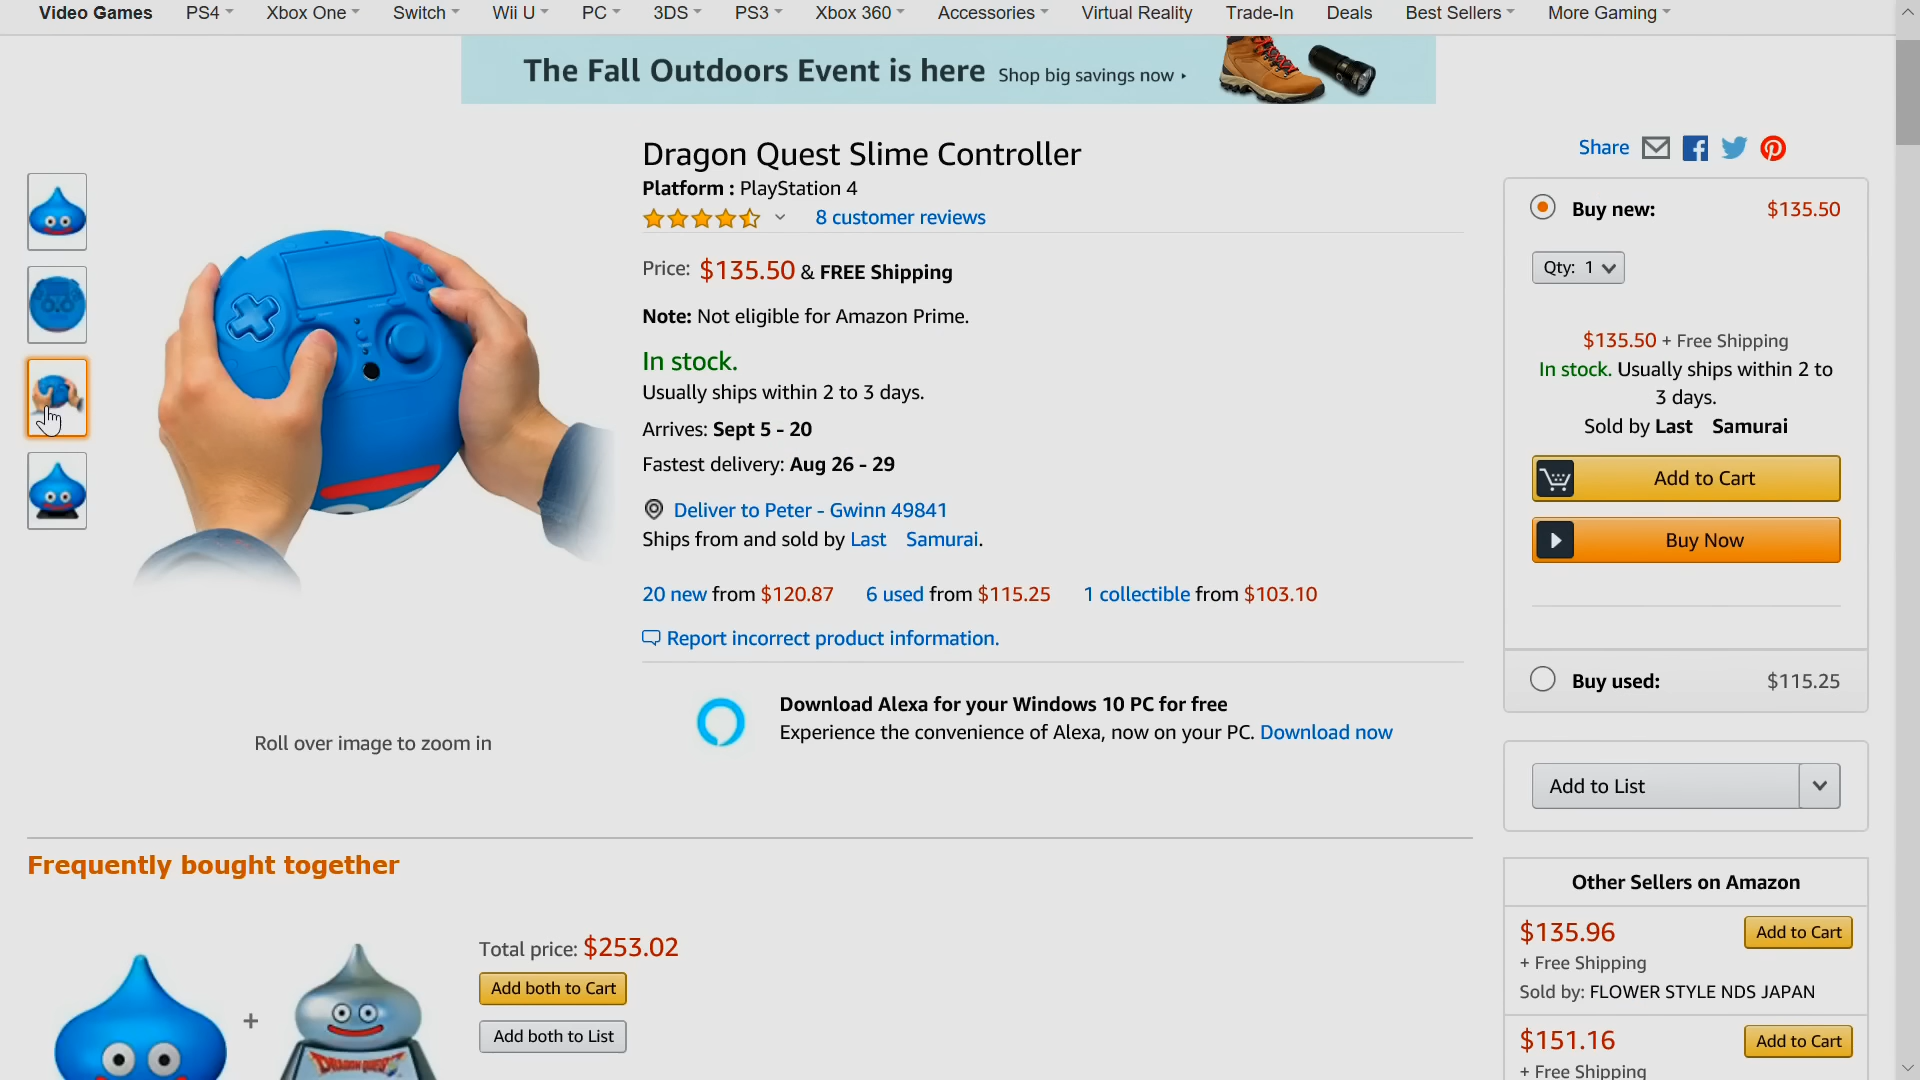 Video Games PS4 Xbox One Switch Wii U PC 3DS PS3 Xbox 360 Accessories Virtual Reality Trade-In Deals Best Sellers More Gaming
The Fall Outdoors Event is here Shop big savings now
Dragon Quest Slime Controller
Platform : PlayStation 4
8 customer reviews
Price: $135.50 & FREE Shipping
Note: Not eligible for Amazon Prime.
In stock.
Usually ships within 2 to 3 days.
Arrives: Sept 5 - 20
Fastest delivery: Aug 26 - 29
Deliver to Peter - Gwinn 49841
Ships from and sold by Last Samurai.
20 new from $120.87 6 used from $115.25 1 collectible from $103.10
Report incorrect product information.
Download Alexa for your Windows 10 PC for free
Experience the convenience of Alexa, now on your PC. Download now
Roll over image to zoom in
Share
Buy new: $135.50
Qty: 1
$135.50 + Free Shipping
In stock. Usually ships within 2 to
3 days.
Sold by Last Samurai
Add to Cart
Buy Now
Buy used: $115.25
Add to List
Other Sellers on Amazon
$135.96 Add to Cart
+ Free Shipping
Sold by: FLOWER STYLE NDS JAPAN
$151.16 Add to Cart
+ Free Shipping
Frequently bought together
Total price: $253.02
Add both to Cart
Add both to List
+
DRAGON QUEST